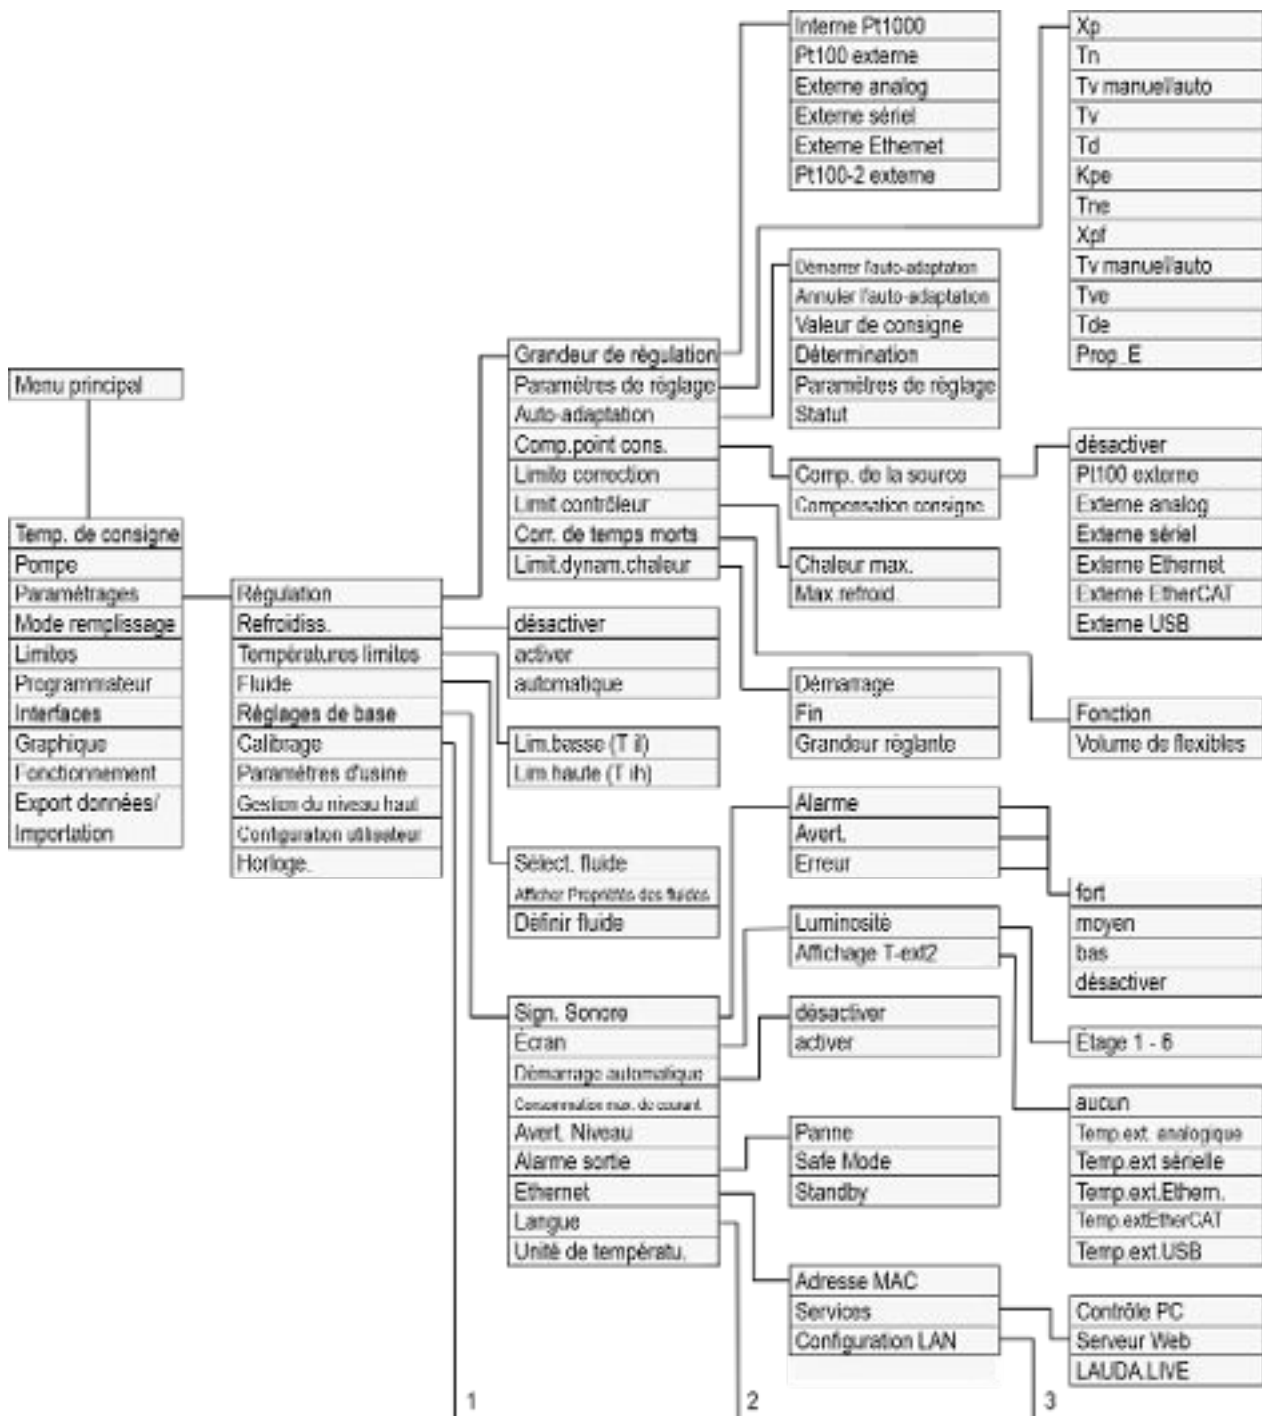 Menu principal
Temp. de consigne
Pompe
Paramétrages
Mode remplissage
Limites
Programmateur
Interfaces
Graphique
Fonctionnement
Export données/
Importation
Régulation
Refroidiss.
Températures limites
Fluide
Réglages de base
Calibrage
Paramètres d'usine
Gestion du niveau haut
Configuration utilisateur
Horloge.
Grandeur de régulation
Paramètres de réglage
Auto-adaptation
Comp.point cons.
Limite correction
Limit contrôleur
Corr. de temps morts
Limit.dynam.chaleur
désactiver
activer
automatique
Lim.basse (T il)
Lim.haute (T ih)
Sélect. fluide
Afficher Propriétés des fluides.
Définir fluide
Sign. Sonore
Écran
Démarrage automatique
Consommation max. de courant
Avert. Niveau
Alarme sortie
Ethernet
Langue
Unité de températu.
Interne Pt1000
Pt100 externe
Externe analog
Externe sériel
Externe Ethernet
Pt100-2 externe
Démarrer l'auto-adaptation
Annuler l'auto-adaptation
Valeur de consigne
Détermination
Paramètres de réglage
Statut
Comp. de la source
Compensation consigne.
Chaleur max.
Max refroid.
Démarrage
Fin
Grandeur réglante
Alarme
Avert.
Erreur
Luminosité
Affichage T-ext2
désactiver
activer
Panne
Safe Mode
Standby
Adresse MAC
Services
Configuration LAN
Xp
Tn
Tv manuel/auto
Tv
Td
Kpe
Tne
Xpf
Tv manuel/auto
Tve
Tde
Prop_E
désactiver
Pt100 externe
Externe analog
Externe sériel
Externe Ethernet
Externe EtherCAT
Externe USB
Fonction
Volume de flexibles
fort
moyen
bas
désactiver
Étage 1 - 6
aucun
Temp.ext. analogique
Temp.ext sérielle
Temp.ext.Ethern.
Temp.extEtherCAT
Temp.ext.USB
Contrôle PC
Serveur Web
LAUDA.LIVE
1
2
3